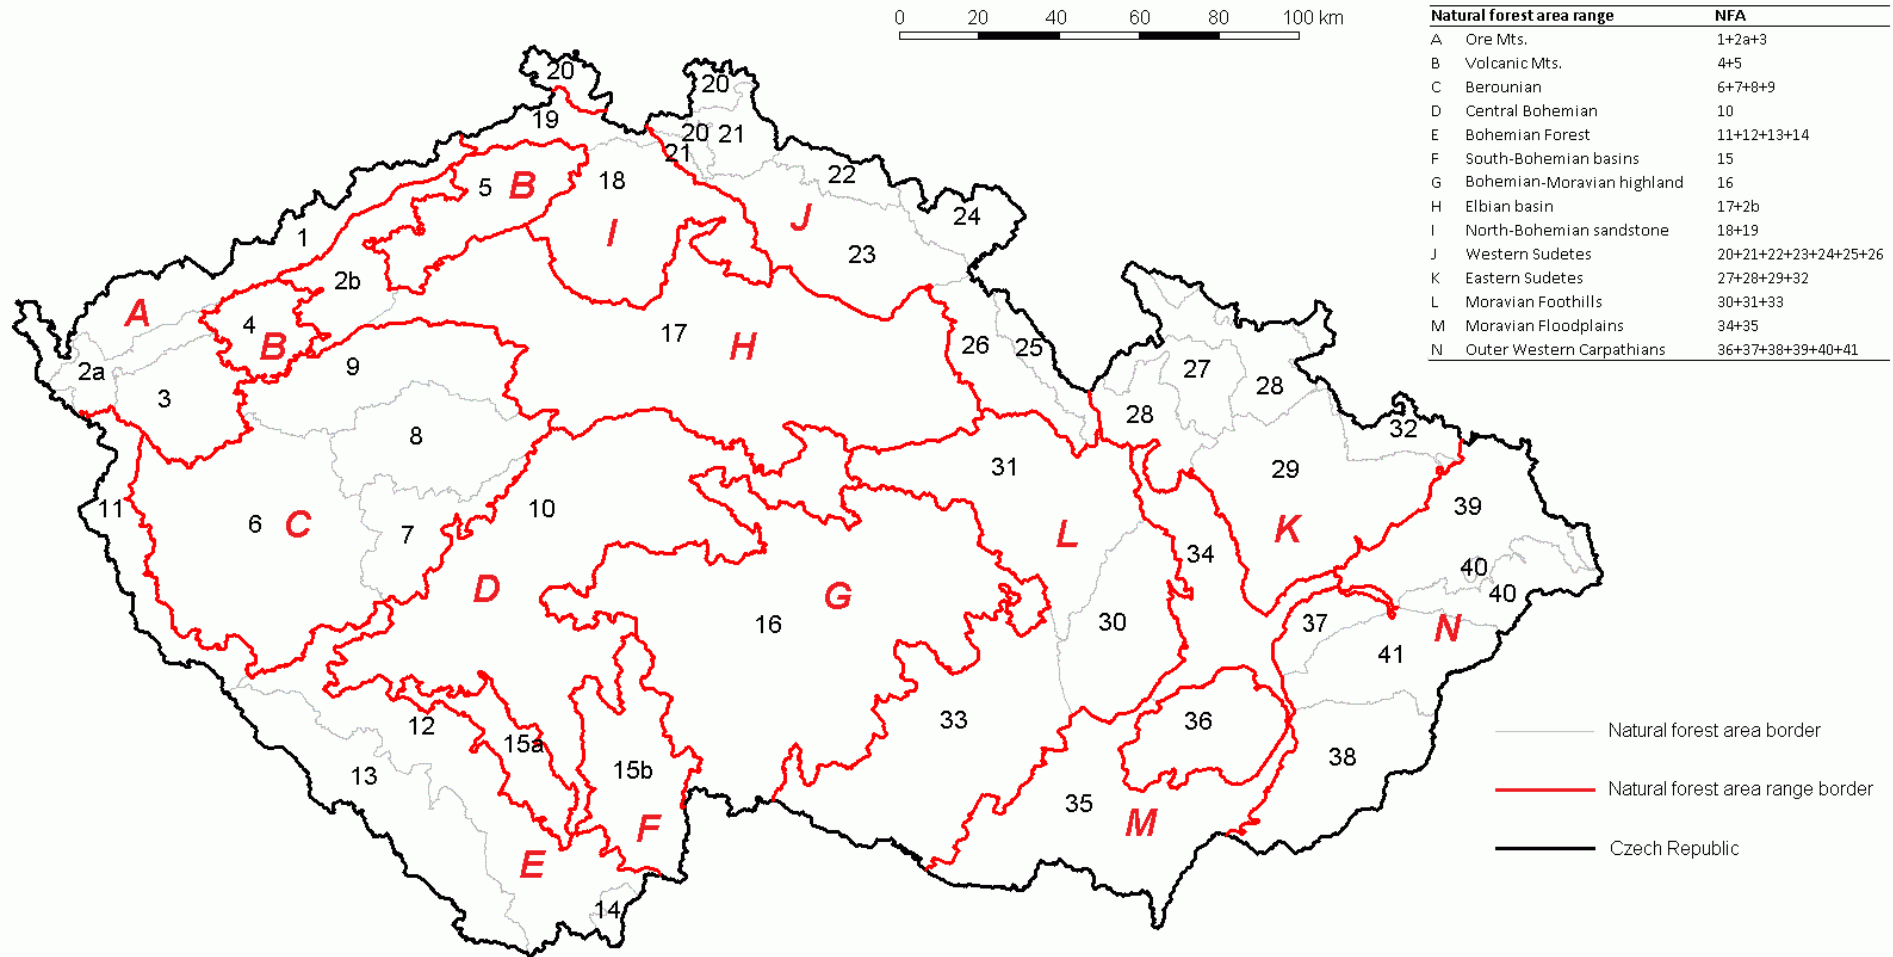 0 20 40 60 80 100 km
Natural forest area range NFA
A Ore Mts. 1+2a+3
B Volcanic Mts. 4+5
C Berounian 6+7+8+9
D Central Bohemian 10
E Bohemian Forest 11+12+13+14
F South-Bohemian basins 15
G Bohemian-Moravian highland 16
H Elbian basin 17+2b
I North-Bohemian sandstone 18+19
J Western Sudetes 20+21+22+23+24+25+26
K Eastern Sudetes 27+28+29+32
L Moravian Foothills 30+31+33
M Moravian Floodplains 34+35
N Outer Western Carpathians 36+37+38+39+40+41
20
20
19
20 21
21
22
5 B 18
24
1 I J
23
2b
A 4 B
17 H 26 25
27
2a 3 9
28
28
8
32
31
29
11 6 C 7 10
39
L K
34
40
D G
40
16 30 37 N
41
12 33 36
15a
13 15b
38
35 M
F
E
14
Natural forest area border
Natural forest area range border
Czech Republic